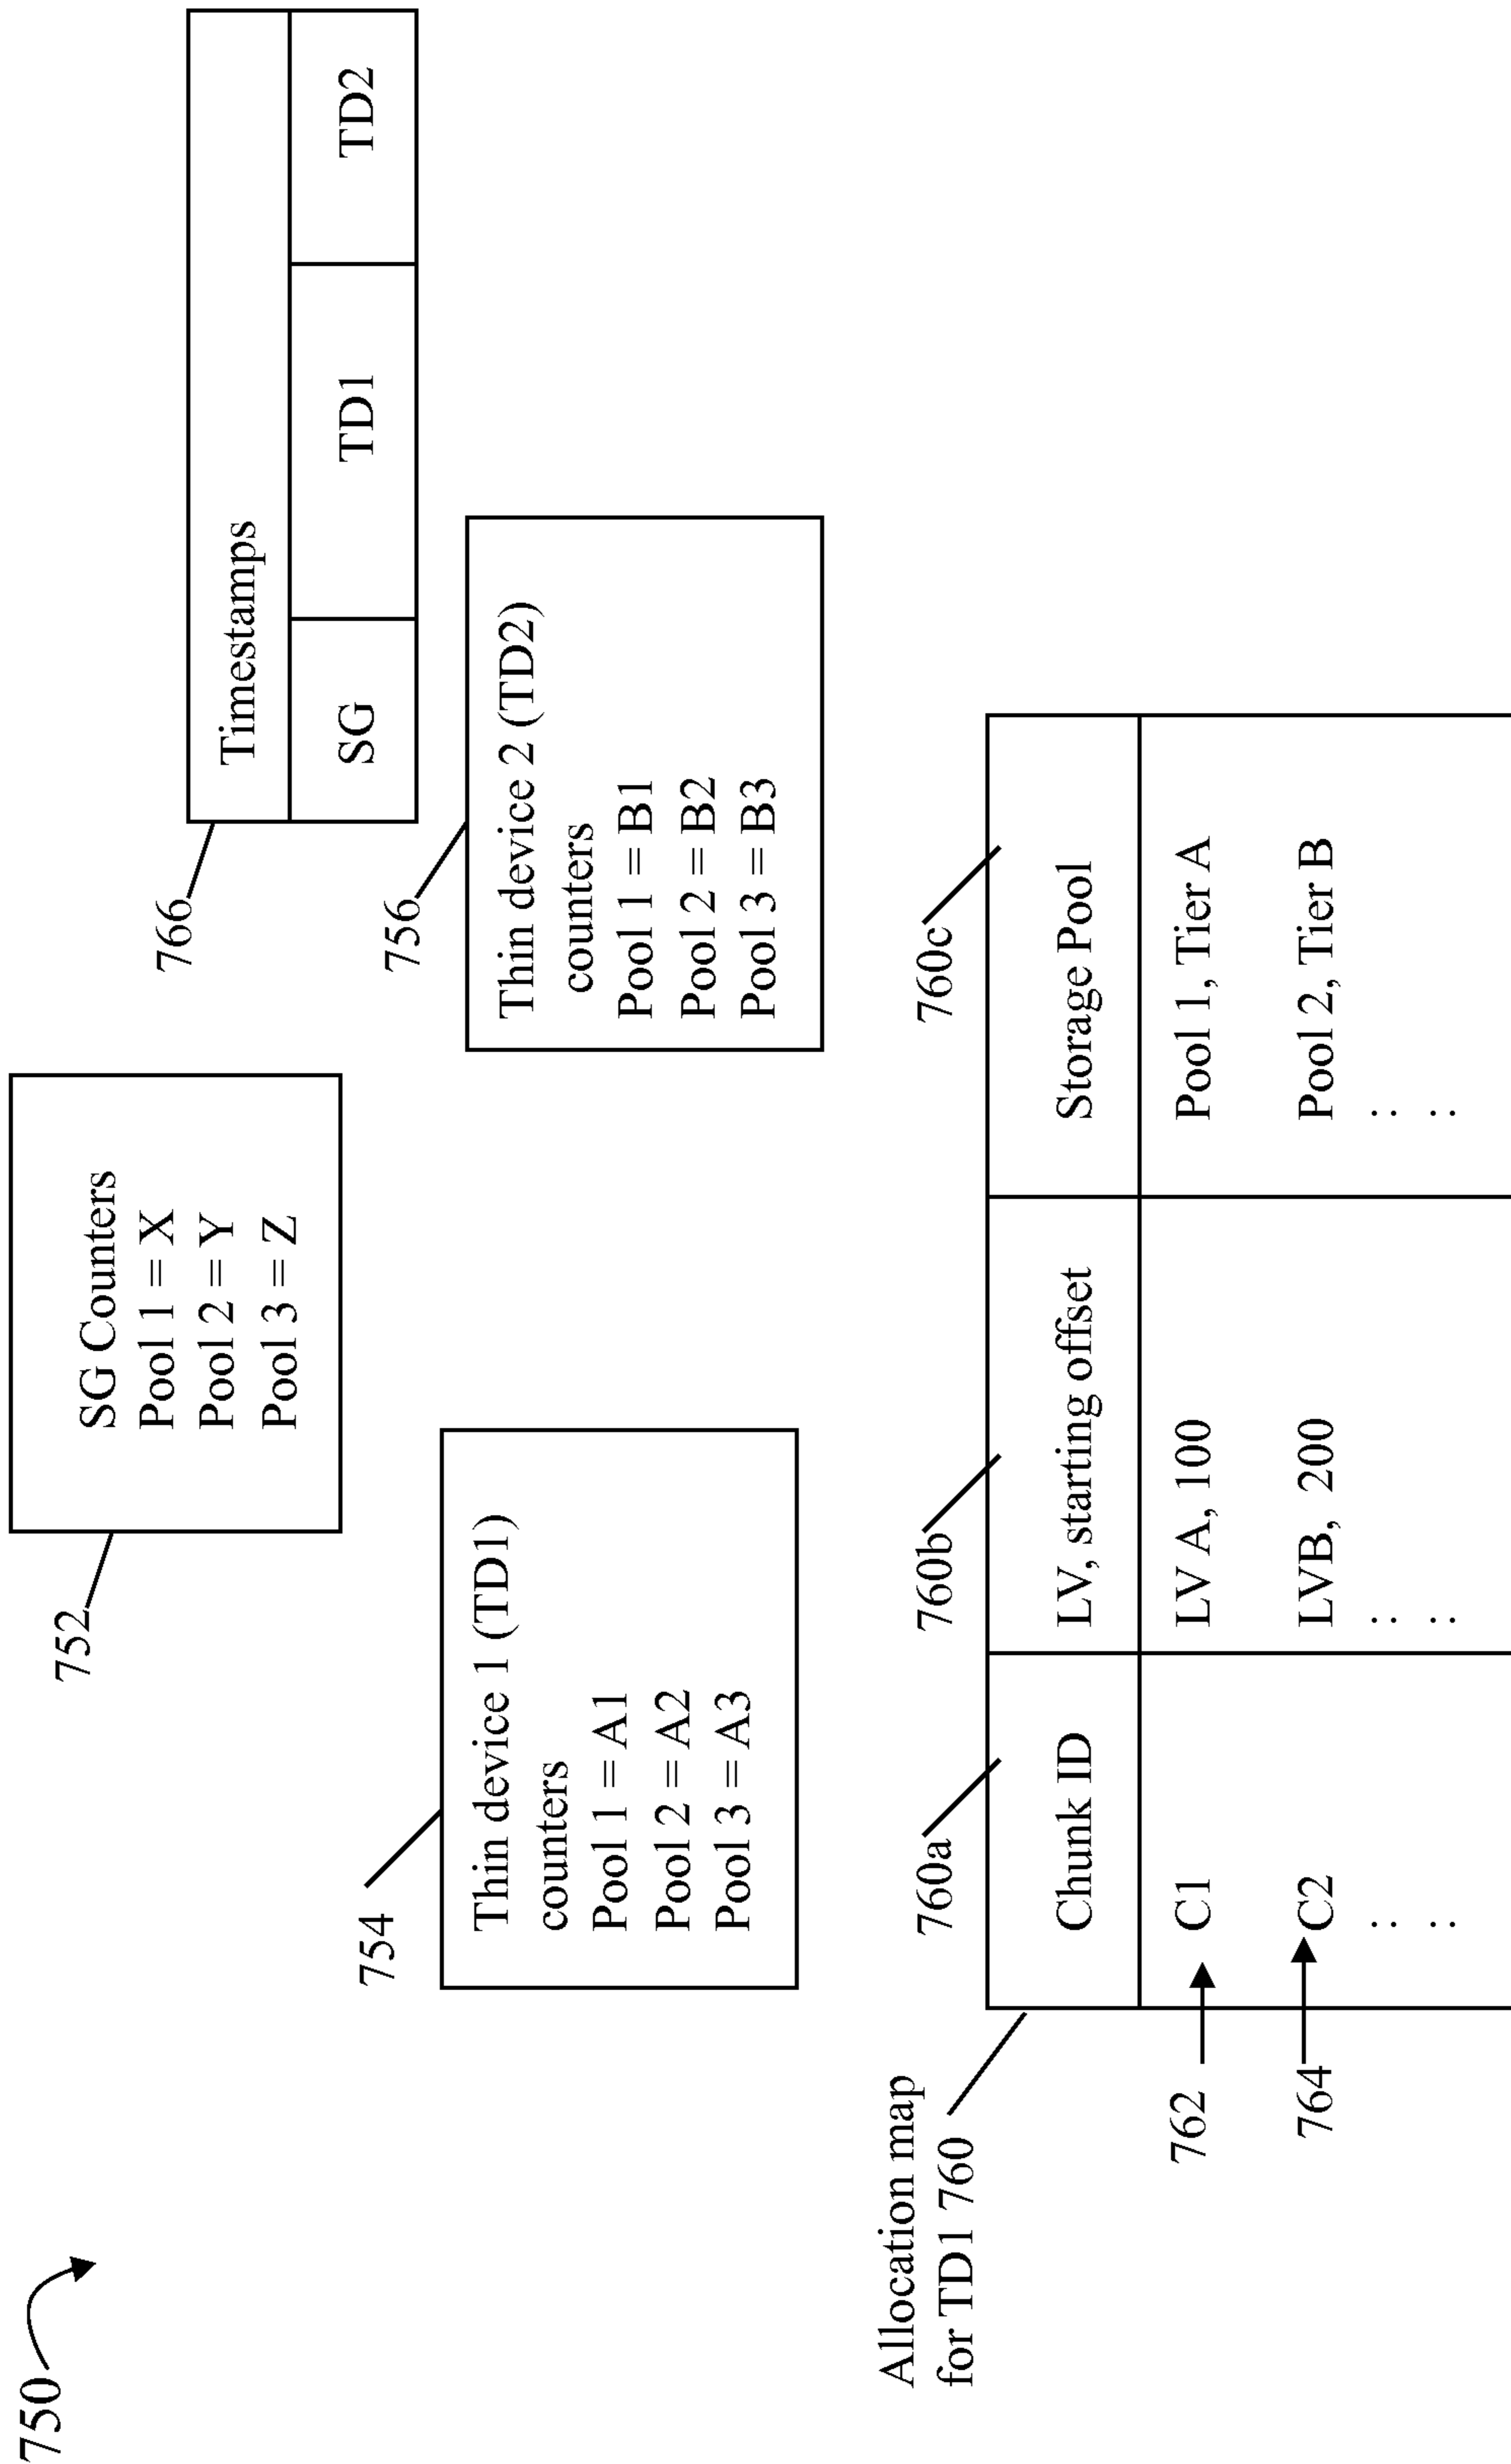 750
752
SG Counters
Pool 1 = X
Pool 2 = Y
Pool 3 = Z
766
Timestamps
SG TD1 TD2
754
Thin device 1 (TD1)
counters
Pool 1 = A1
Pool 2 = A2
Pool 3 = A3
756
Thin device 2 (TD2)
counters
Pool 1 = B1
Pool 2 = B2
Pool 3 = B3
Allocation map
for TD1 760
760a 760b 760c
Chunk ID LV, starting offset Storage Pool
762 C1 LV A, 100 Pool 1, Tier A
764 C2 LVB, 200 Pool 2, Tier B
: : :
: : :